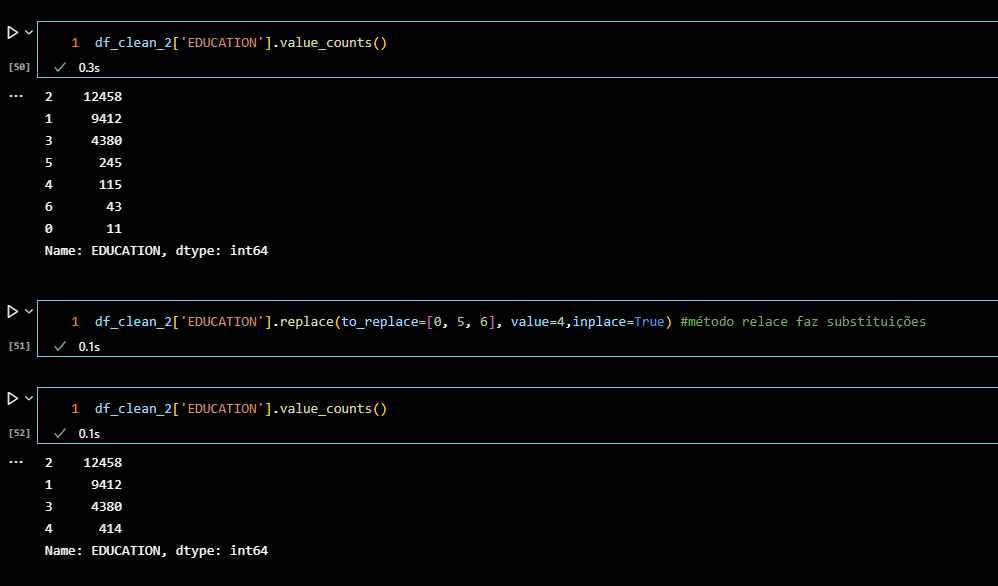 1 df_clean_2['EDUCATION'].value_counts()
[50] ✓ 0.3s
... 2 12458
1 9412
3 4380
5 245
4 115
6 43
0 11
Name: EDUCATION, dtype: int64
1 df_clean_2['EDUCATION'].replace(to_replace=[0, 5, 6], value=4,inplace=True) #método relace faz substituições
[51] ✓ 0.1s
1 df_clean_2['EDUCATION'].value_counts()
[52] ✓ 0.1s
... 2 12458
1 9412
3 4380
4 414
Name: EDUCATION, dtype: int64